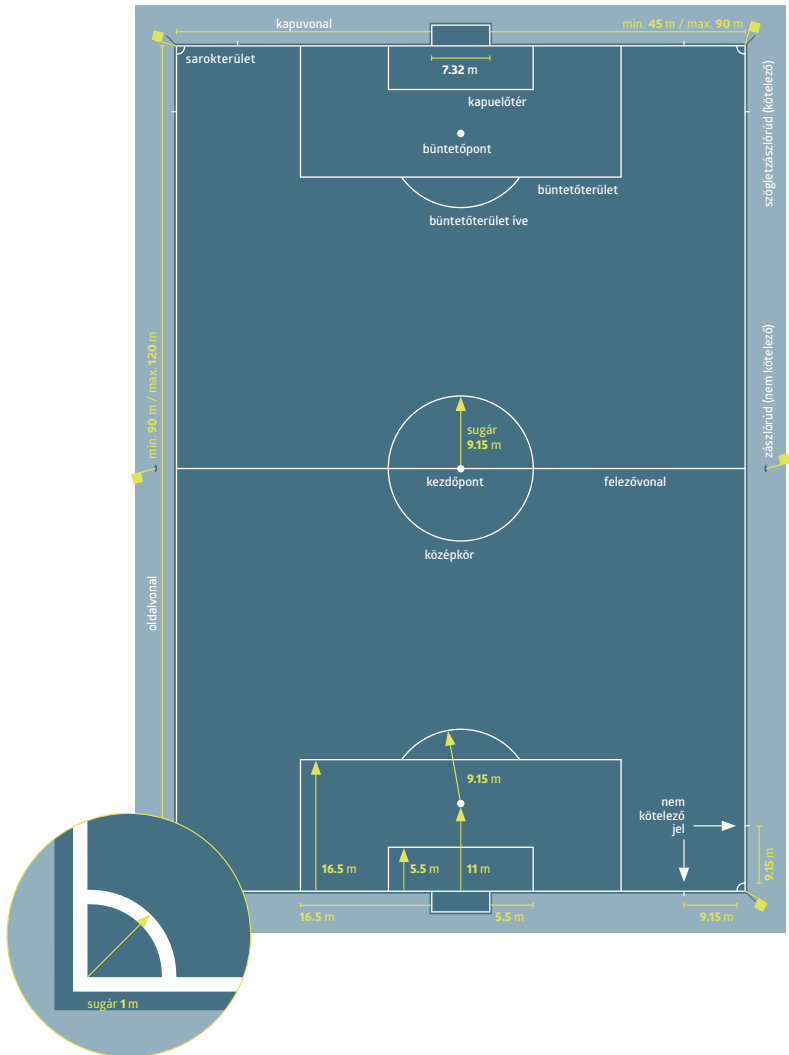 kapuvonal
min. 45 m / max. 90 m
sarokterület
7.32 m
kapuelőtér
büntetőpont
büntetőterület
büntetőterület íve
szögletzászlórúd (kötelező)
min. 90 m / max. 120 m
zászlórúd (nem kötelező)
sugár
9.15 m
kezdőpont
felezővonal
középkör
oldalvonal
9.15 m
nem
kötelező
jel
16.5 m
5.5 m
11 m
9.15 m
16.5 m
5.5 m
9.15 m
sugár 1 m